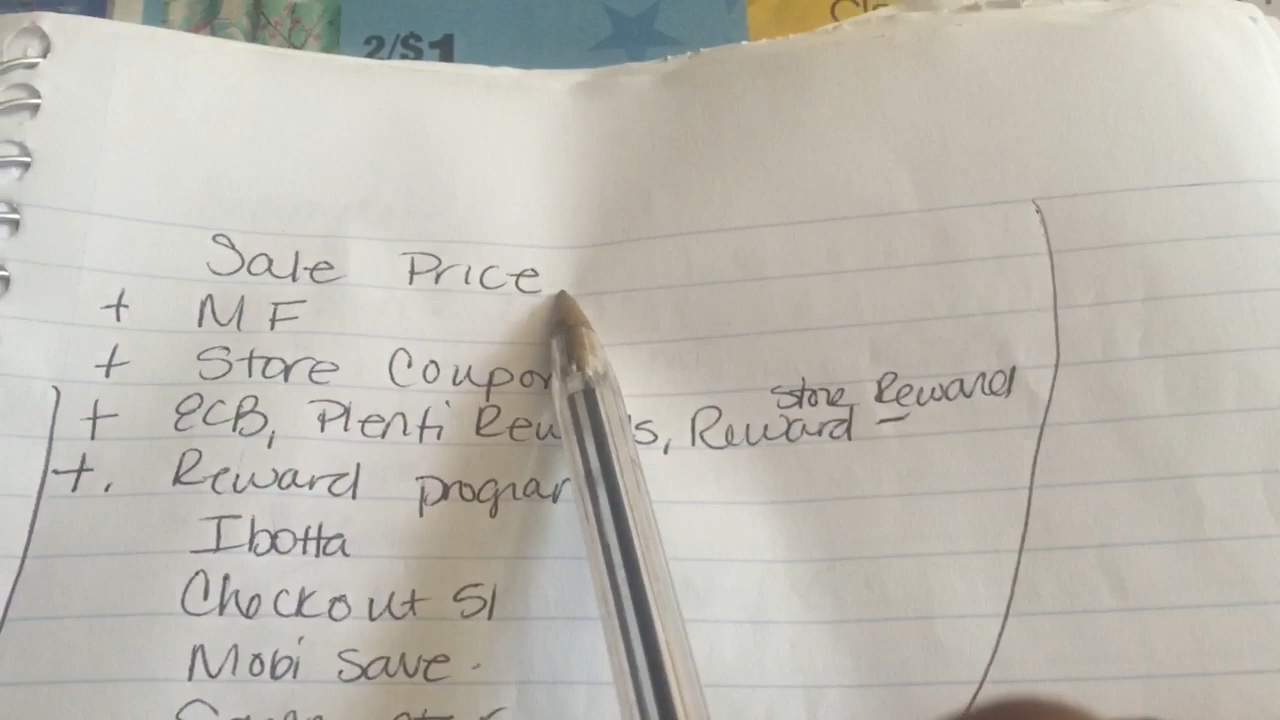 2/$1
Sale Price
+ MF
+ Store Coupon
+ ECB, Plenti Rewards, Reward
store Reward
+. Reward program
Ibotta
Checkout 51
Mobi save.